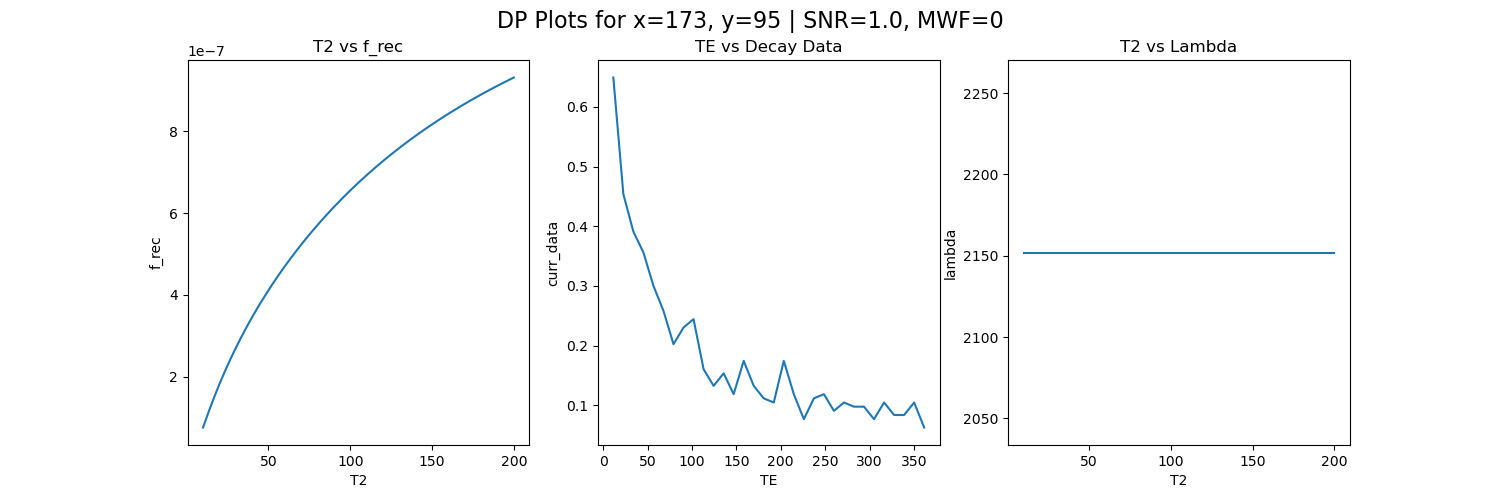 DP Plots for x=173, y=95 | SNR=1.0, MWF=0
T2 vs f_rec
1e−7
8
6
4
2
f_rec
50 100 150 200
T2
TE vs Decay Data
0.6
0.5
0.4
0.3
0.2
0.1
curr_data
0 50 100 150 200 250 300 350
TE
T2 vs Lambda
2250
2200
2150
2100
2050
lambda
50 100 150 200
T2